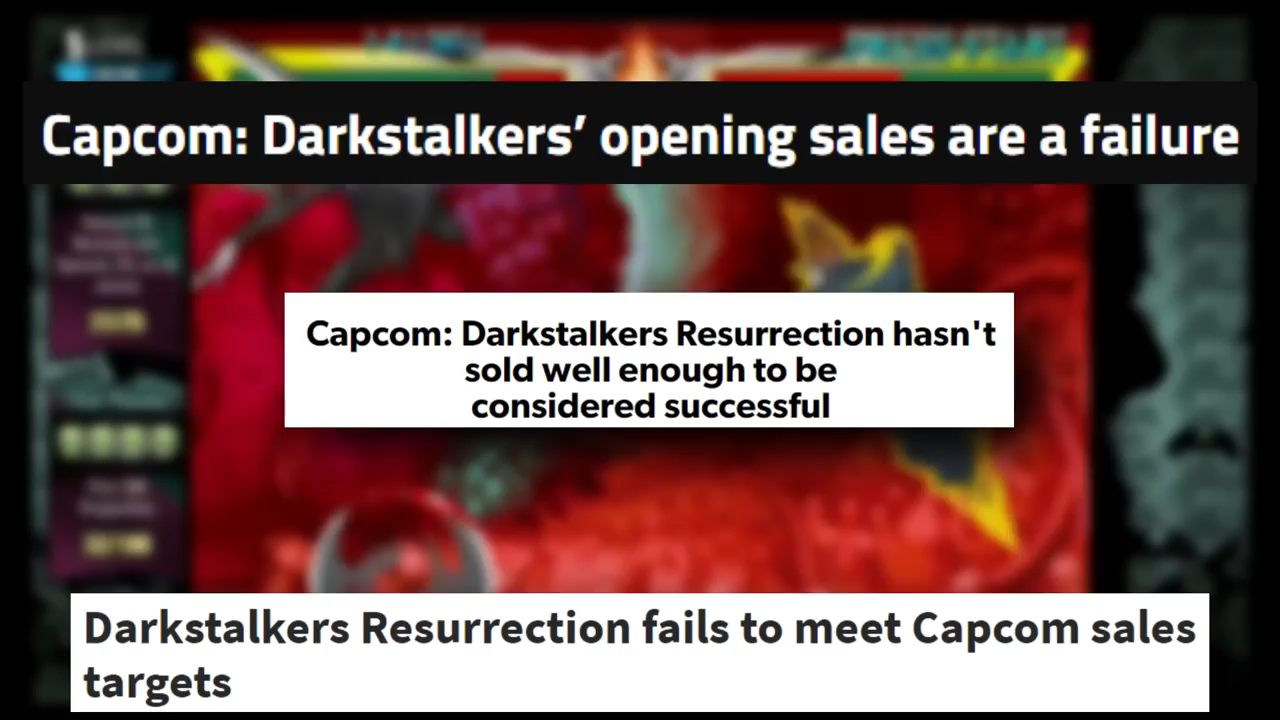 Capcom: Darkstalkers’ opening sales are a failure
Capcom: Darkstalkers Resurrection hasn't
sold well enough to be
considered successful
Darkstalkers Resurrection fails to meet Capcom sales
targets